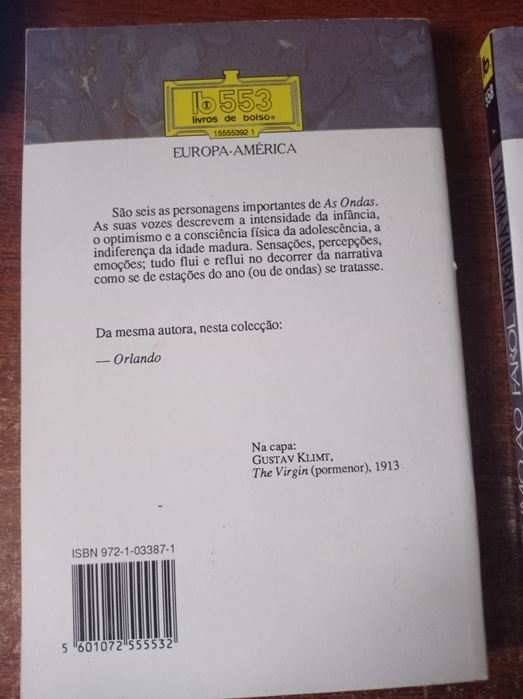 lb 553
livros de bolso
15555392 1
EUROPA-AMÉRICA
São seis as personagens importantes de As Ondas.
As suas vozes descrevem a intensidade da infância,
o optimismo e a consciência física da adolescência, a
indiferença da idade madura. Sensações, percepções,
emoções; tudo flui e reflui no decorrer da narrativa
como se de estações do ano (ou de ondas) se tratasse.
Da mesma autora, nesta colecção:
— Orlando
Na capa:
GUSTAV KLIMT,
The Virgin (pormenor), 1913
ISBN 972-1-03387-1
5 601072 555532
lb
558
VIRGINIA WOOLF
AO FAROL